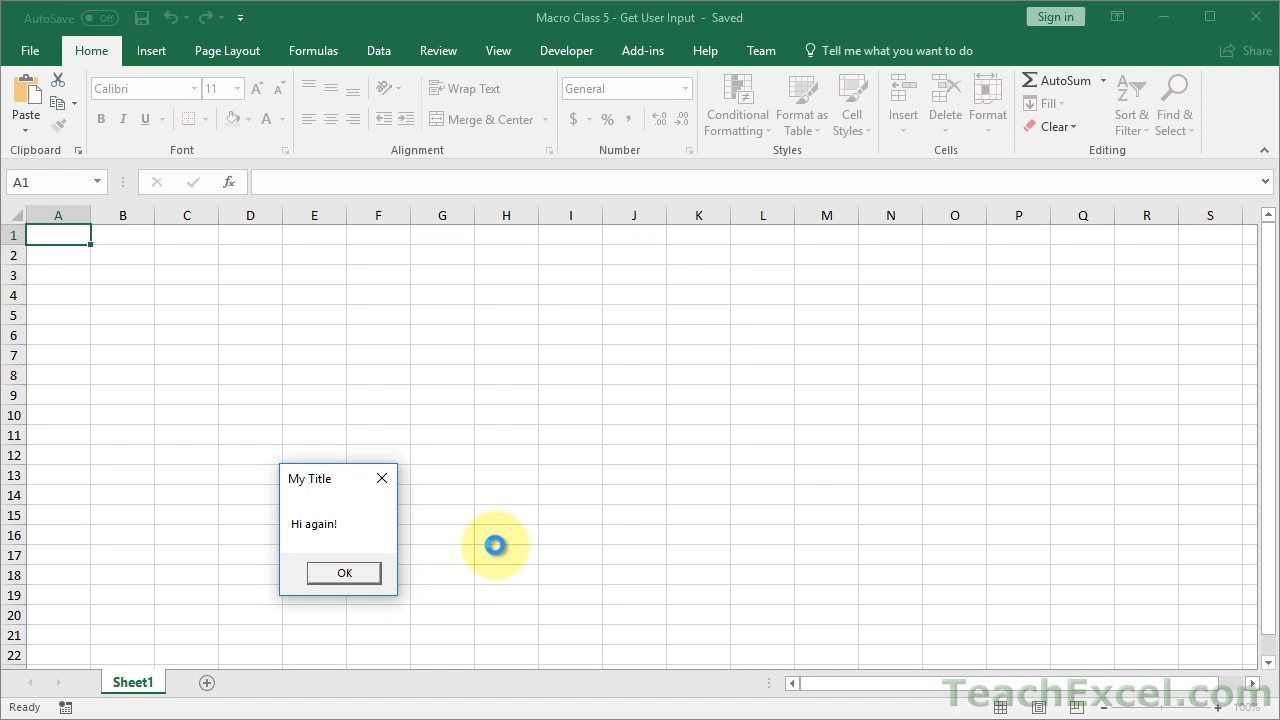 AutoSave Off
Macro Class 5 - Get User Input - Saved
Sign in
File Home Insert Page Layout Formulas Data Review View Developer Add-ins Help Team Tell me what you want to do Share
Paste
Calibri 11 A A
Wrap Text
General
B I U A
Merge & Center
$ % ,
Conditional Formatting
Format as Table
Cell Styles
Insert Delete Format
AutoSum
Fill
Clear
Sort & Filter
Find & Select
Clipboard Font Alignment Number Styles Cells Editing
A1 fx
A B C D E F G H I J K L M N O P Q R S
1
2
3
4
5
6
7
8
9
10
11
12
13
14
15
16
17
18
19
20
21
22
My Title
Hi again!
OK
Sheet1
Ready
TeachExcel.com
100%